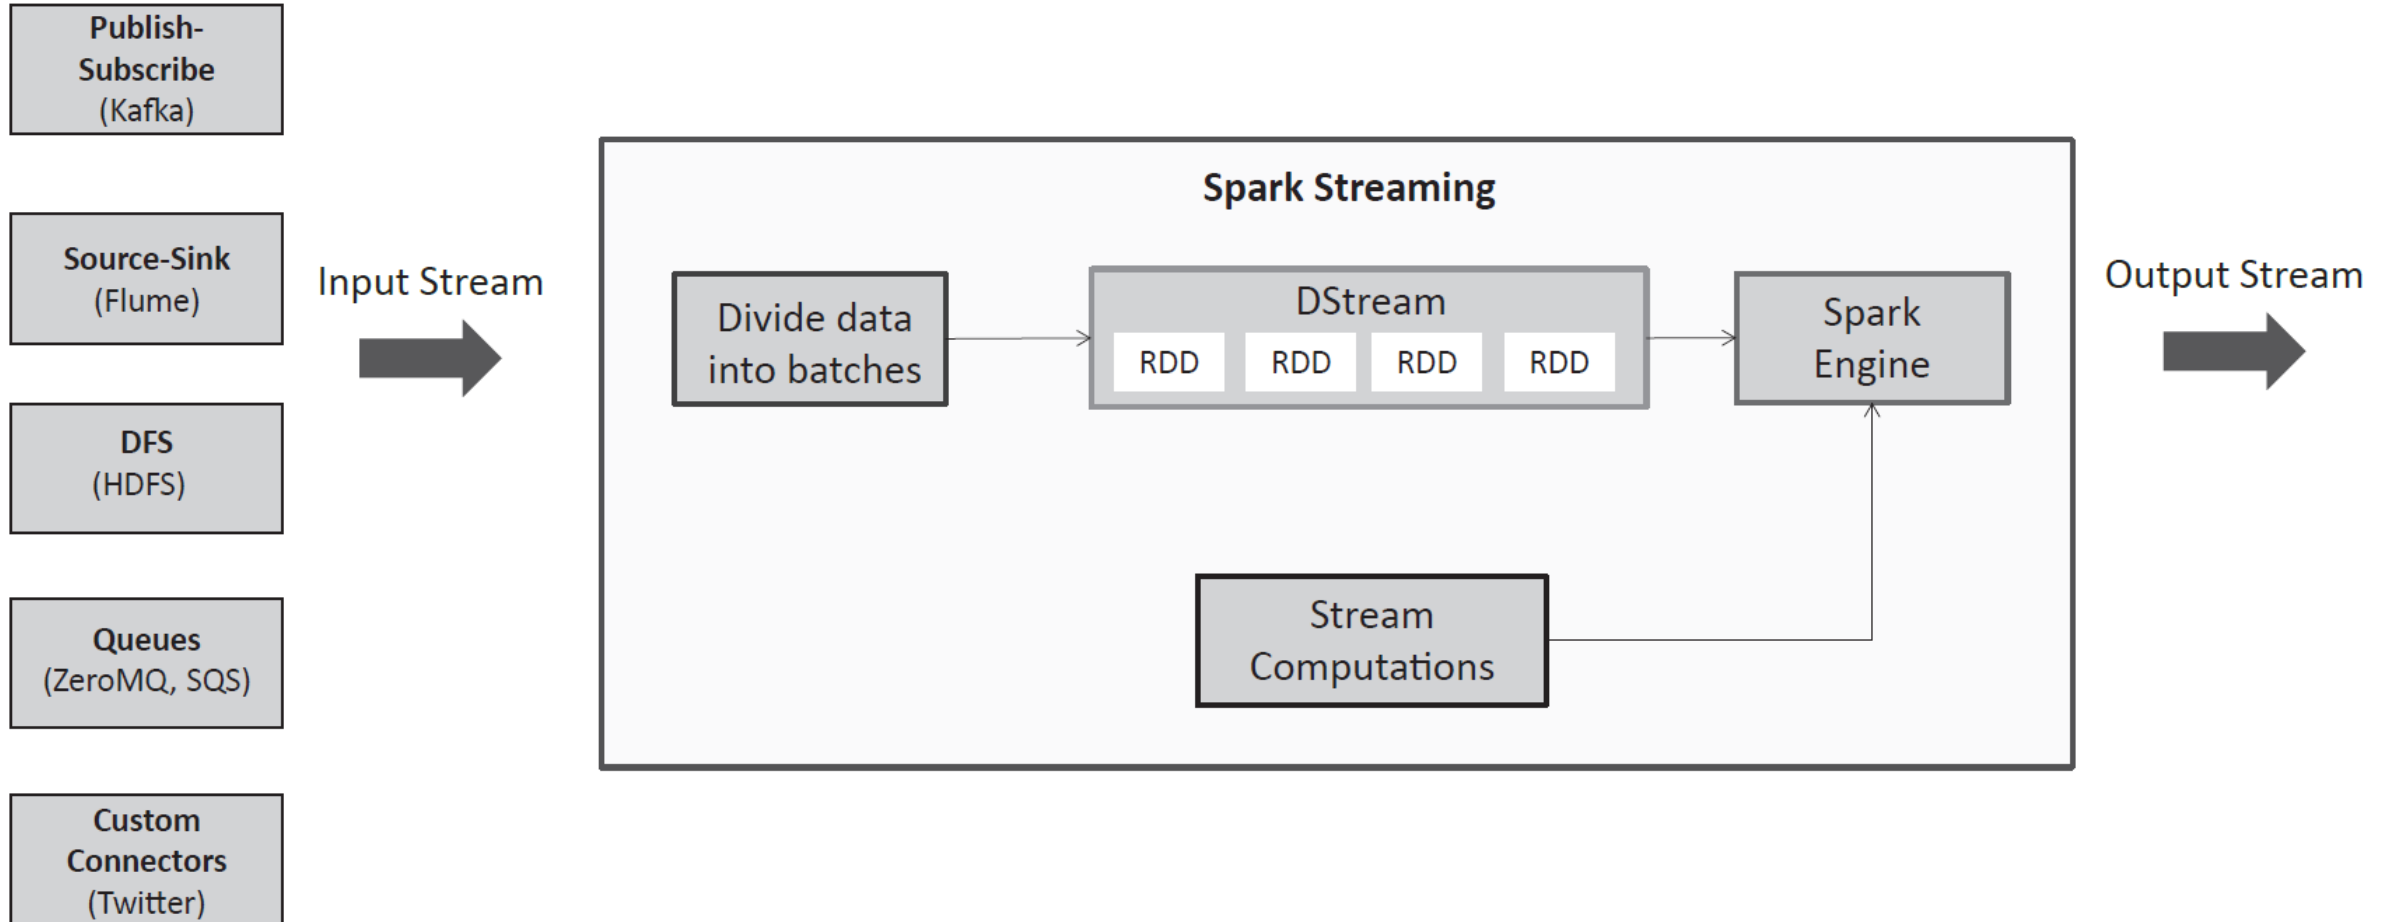 Publish-
Subscribe
(Kafka)
Source-Sink
(Flume)
DFS
(HDFS)
Queues
(ZeroMQ, SQS)
Custom
Connectors
(Twitter)
Input Stream
Spark Streaming
Divide data
into batches
DStream
RDD RDD RDD RDD
Spark
Engine
Stream
Computations
Output Stream